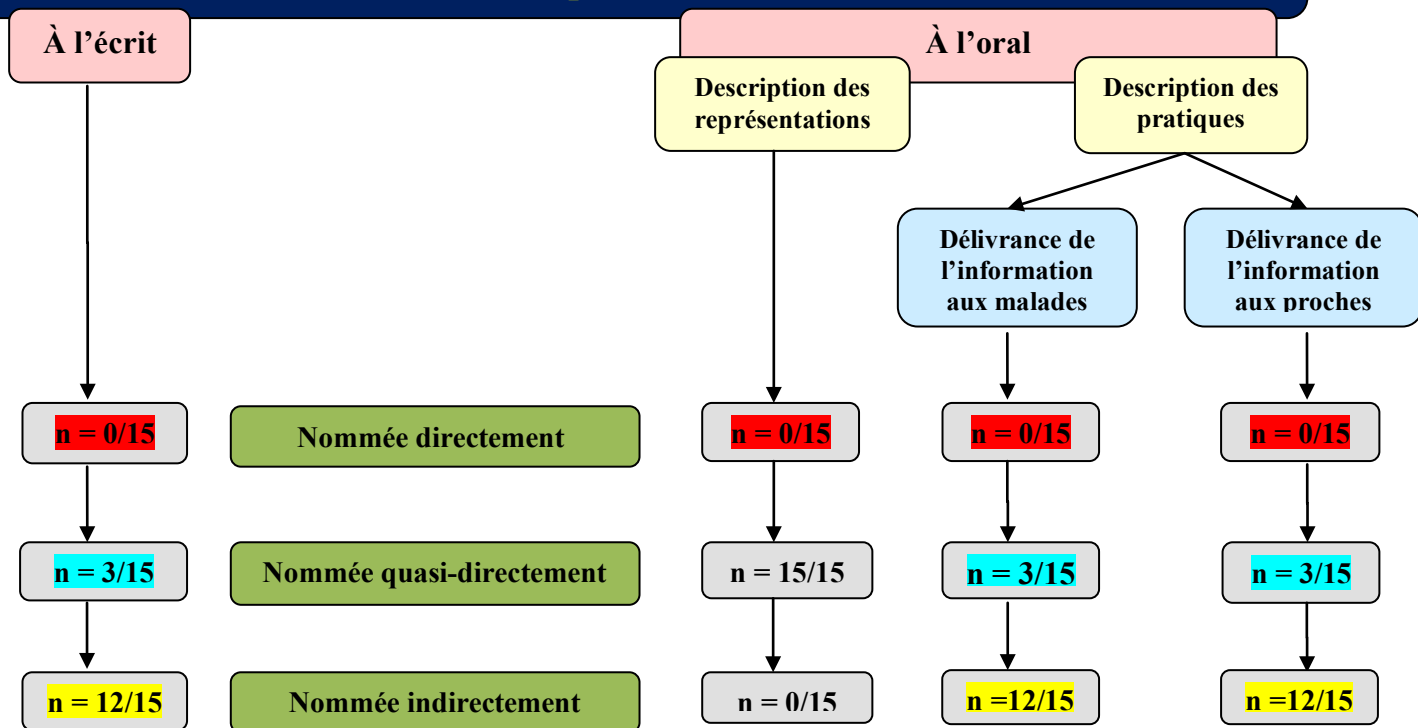 À l’écrit
À l’oral
Description des
représentations
Description des
pratiques
Délivrance de
l’information
aux malades
Délivrance de
l’information
aux proches
n = 0/15
Nommée directement
n = 0/15
n = 0/15
n = 0/15
n = 3/15
Nommée quasi-directement
n = 15/15
n = 3/15
n = 3/15
n = 12/15
Nommée indirectement
n = 0/15
n =12/15
n =12/15